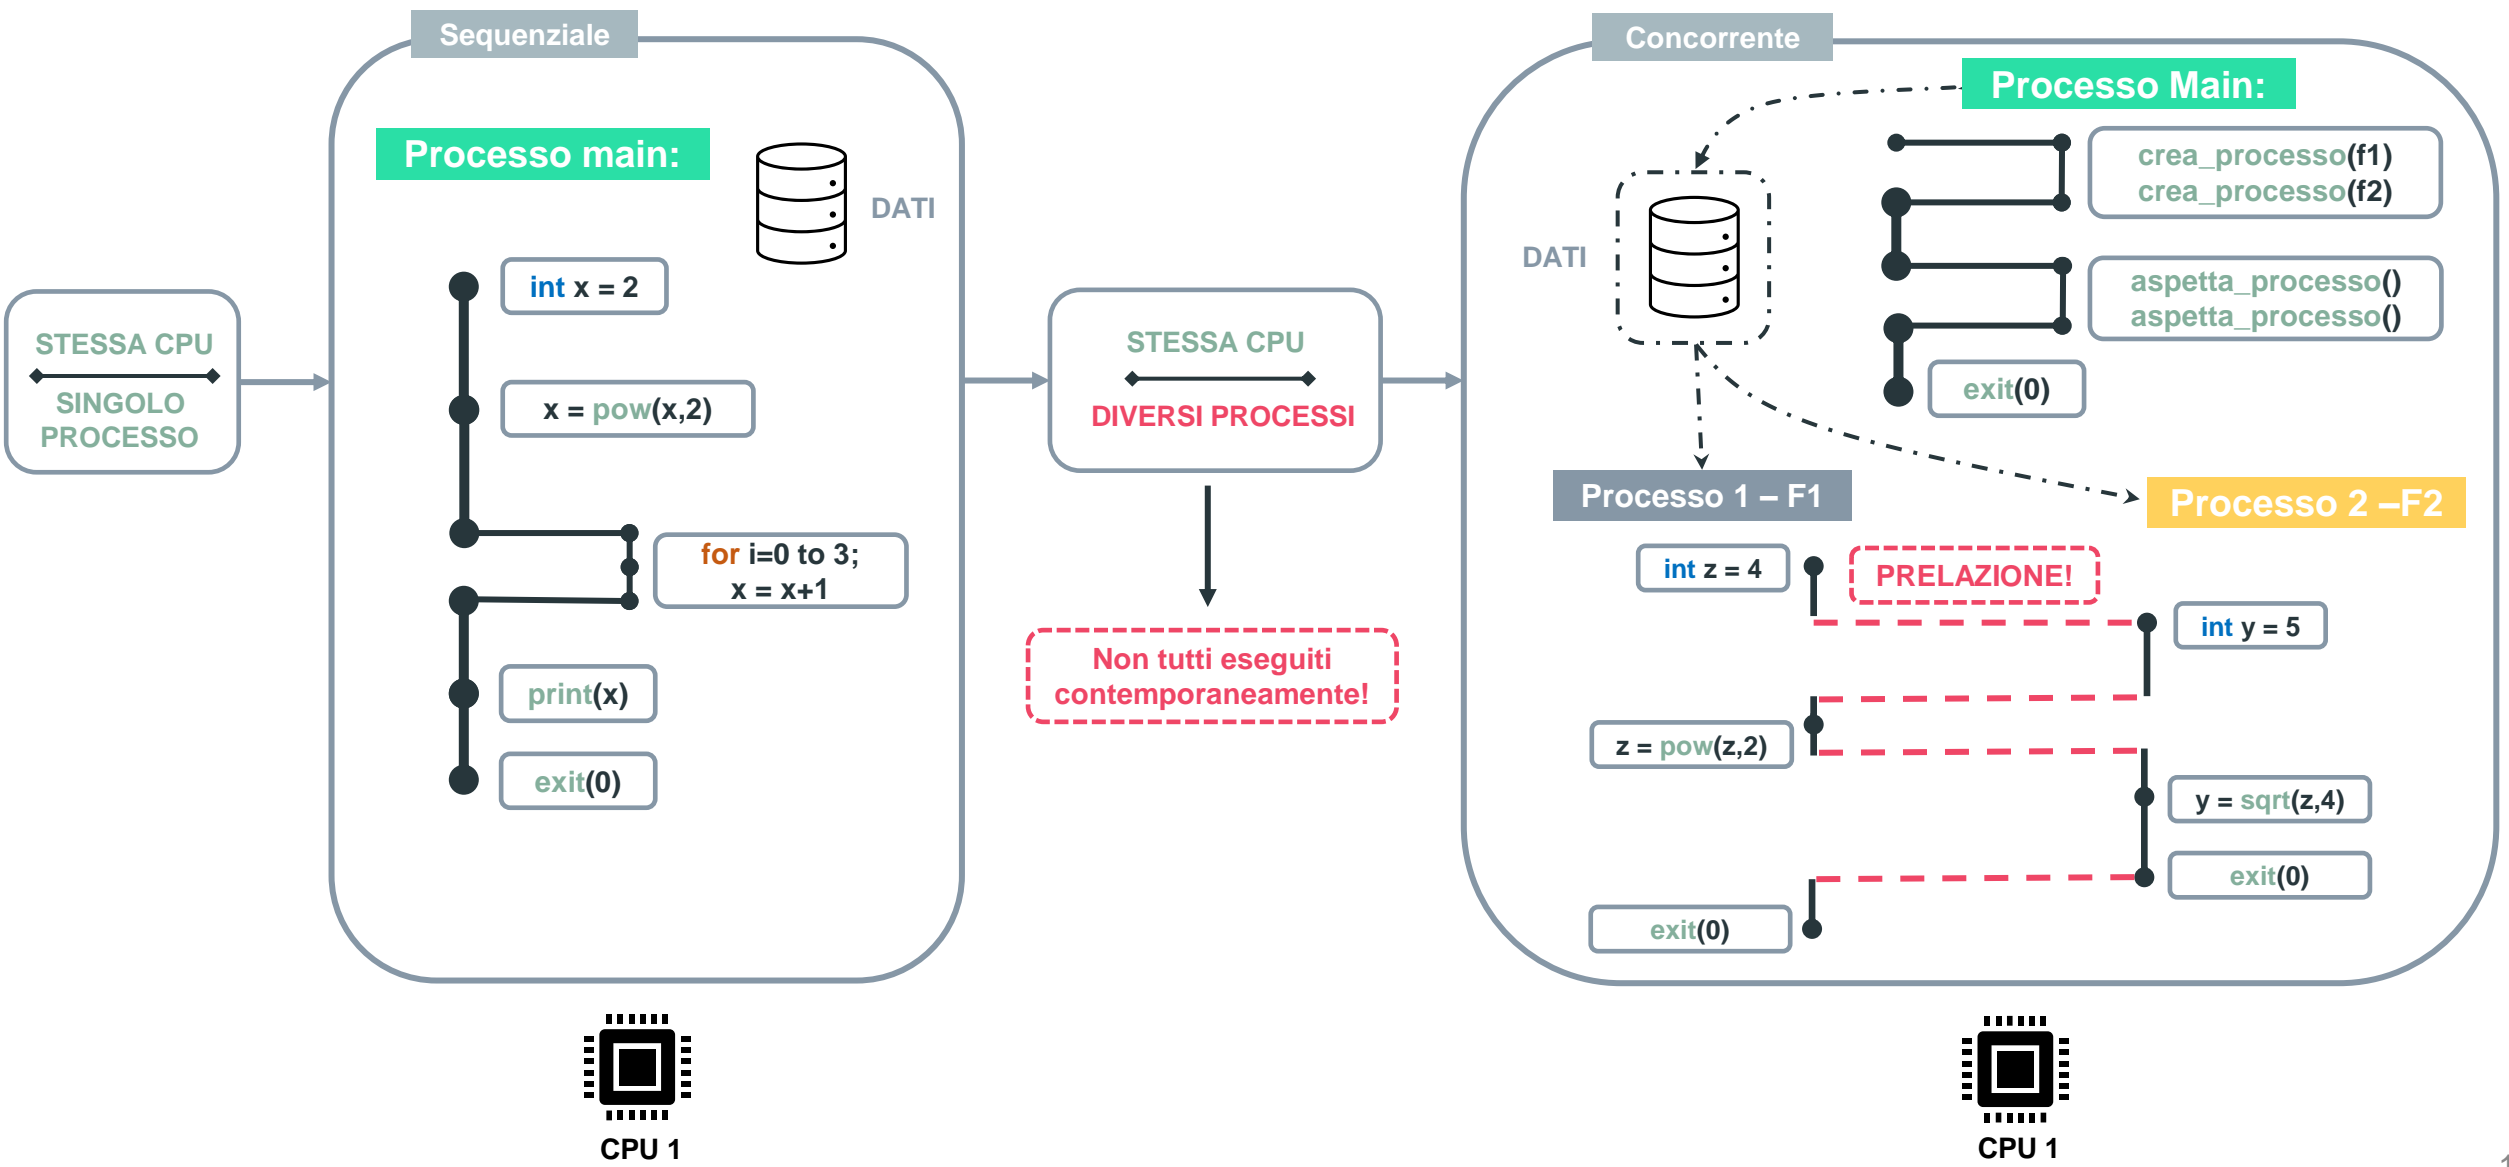 Sequenziale
Processo main:
DATI
int x = 2
x = pow(x,2)
for i=0 to 3;
x = x+1
print(x)
exit(0)
CPU 1
STESSA CPU
SINGOLO
PROCESSO
STESSA CPU
DIVERSI PROCESSI
Non tutti eseguiti
contemporaneamente!
Concorrente
Processo Main:
crea_processo(f1)
crea_processo(f2)
DATI
aspetta_processo()
aspetta_processo()
exit(0)
Processo 1 – F1
Processo 2 –F2
int z = 4
PRELAZIONE!
int y = 5
z = pow(z,2)
y = sqrt(z,4)
exit(0)
exit(0)
CPU 1